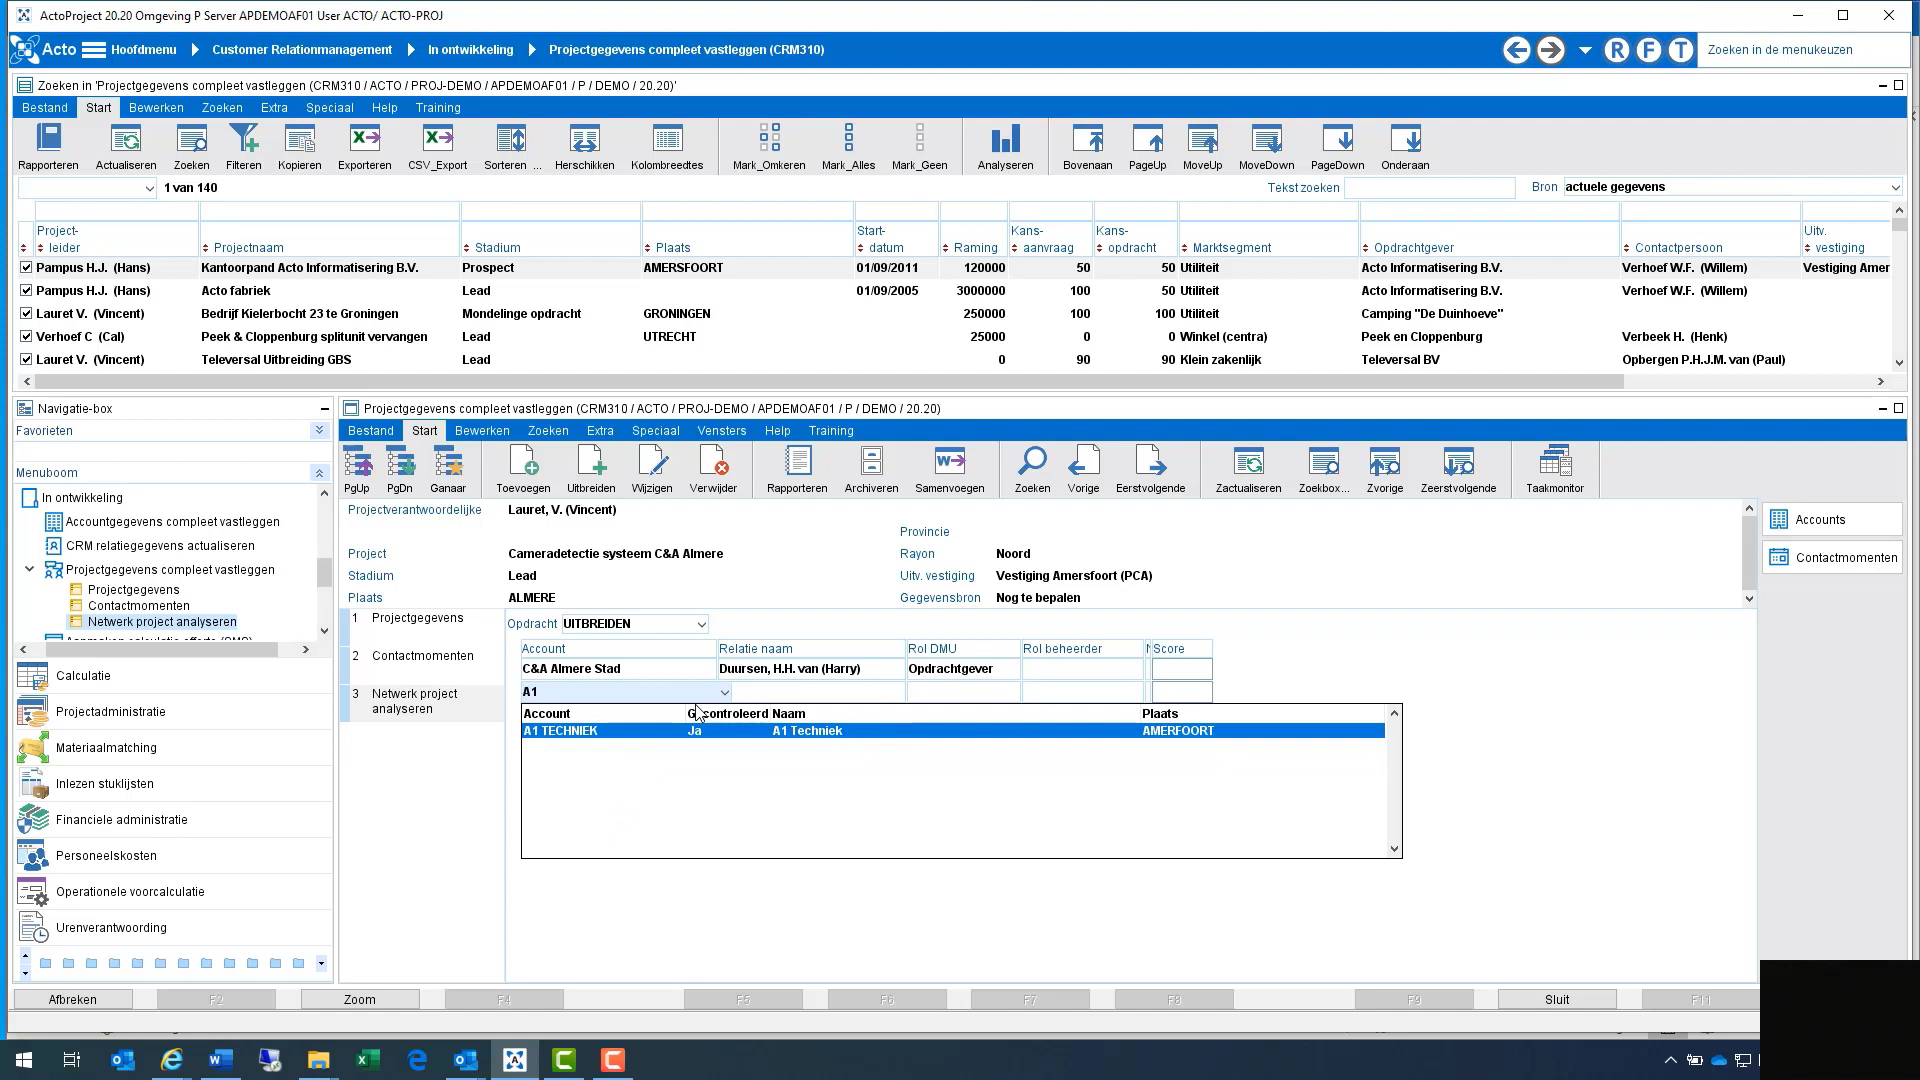 ActoProject 20.20 Omgeving P Server APDEMOAF01 User ACTO/ ACTO-PROJ
Acto Hoofdmenu Customer Relationmanagement In ontwikkeling Projectgegevens compleet vastleggen (CRM310) R F T Zoeken in de menukeuzen
Zoeken in 'Projectgegevens compleet vastleggen (CRM310 / ACTO / PROJ-DEMO / APDEMOAF01 / P / DEMO / 20.20)'
Bestand Start Bewerken Zoeken Extra Speciaal Help Training
Rapporteren Actualiseren Zoeken Filteren Kopieren Exporteren CSV_Export Sorteren ... Herschikken Kolombreedtes Mark_Omkeren Mark_Alles Mark_Geen Analyseren Bovenaan PageUp MoveUp MoveDown PageDown Onderaan
1 van 140 Tekst zoeken Bron actuele gegevens
Project- Start- Kans- Kans- Uitv.
leider Projectnaam Stadium Plaats datum Raming aanvraag opdracht Marktsegment Opdrachtgever Contactpersoon vestiging
Pampus H.J. (Hans) Kantoorpand Acto Informatisering B.V. Prospect AMERSFOORT 01/09/2011 120000 50 50 Utiliteit Acto Informatisering B.V. Verhoef W.F. (Willem) Vestiging Amer
Pampus H.J. (Hans) Acto fabriek Lead 01/09/2005 3000000 100 50 Utiliteit Acto Informatisering B.V. Verhoef W.F. (Willem)
Lauret V. (Vincent) Bedrijf Kielerbocht 23 te Groningen Mondelinge opdracht GRONINGEN 250000 100 100 Utiliteit Camping "De Duinhoeve"
Verhoef C (Cal) Peek & Cloppenburg splitunit vervangen Lead UTRECHT 25000 0 0 Winkel (centra) Peek en Cloppenburg Verbeek H. (Henk)
Lauret V. (Vincent) Televersal Uitbreiding GBS Lead 0 90 90 Klein zakenlijk Televersal BV Opbergen P.H.J.M. van (Paul)
Navigatie-box
Favorieten
Menuboom
In ontwikkeling
Accountgegevens compleet vastleggen
CRM relatiegegevens actualiseren
Projectgegevens compleet vastleggen
Projectgegevens
Contactmomenten
Netwerk project analyseren
Calculatie
Projectadministratie
Materiaalmatching
Inlezen stuklijsten
Financiele administratie
Personeelskosten
Operationele voorcalculatie
Urenverantwoording
Projectgegevens compleet vastleggen (CRM310 / ACTO / PROJ-DEMO / APDEMOAF01 / P / DEMO / 20.20)
Bestand Start Bewerken Zoeken Extra Speciaal Vensters Help Training
PgUp PgDn Ganaar Toevoegen Uitbreiden Wijzigen Verwijder Rapporteren Archiveren Samenvoegen Zoeken Vorige Eerstvolgende Zactualiseren Zoekbox... Zvorige Zeerstvolgende Taakmonitor
Projectverantwoordelijke Lauret, V. (Vincent)
Provincie
Project Cameradetectie systeem C&A Almere Rayon Noord
Stadium Lead Uitv. vestiging Vestiging Amersfoort (PCA)
Plaats ALMERE Gegevensbron Nog te bepalen
Accounts
Contactmomenten
1 Projectgegevens
2 Contactmomenten
3 Netwerk project
analyseren
Opdracht UITBREIDEN
Account Relatie naam Rol DMU Rol beheerder Score
C&A Almere Stad Duursen, H.H. van (Harry) Opdrachtgever
A1
Account Naam Plaats
A1 TECHNIEK Ja A1 Techniek AMERFOORT
Afbreken F2 Zoom F4 F5 F6 F7 F8 F9 Sluit F11